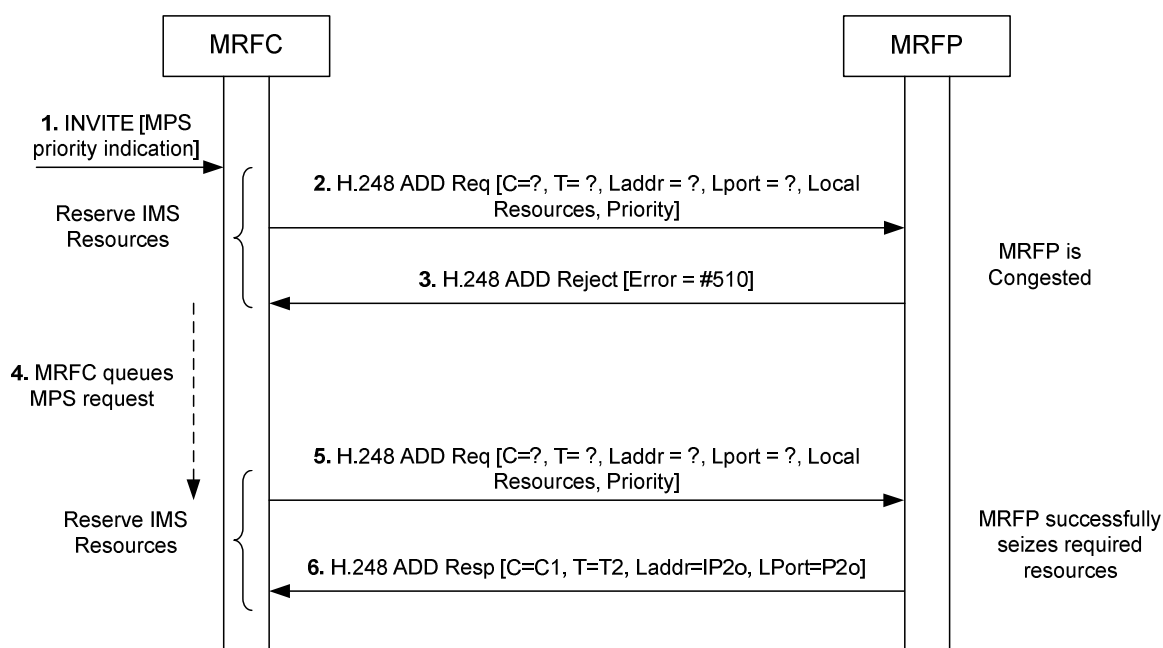 MRFC
MRFP
1. INVITE [MPS
priority indication]
2. H.248 ADD Req [C=?, T= ?, Laddr = ?, Lport = ?, Local
Resources, Priority]
Reserve IMS
Resources
MRFP is
Congested
3. H.248 ADD Reject [Error = #510]
4. MRFC queues
MPS request
5. H.248 ADD Req [C=?, T= ?, Laddr = ?, Lport = ?, Local
Resources, Priority]
Reserve IMS
Resources
MRFP successfully
seizes required
resources
6. H.248 ADD Resp [C=C1, T=T2, Laddr=IP2o, LPort=P2o]